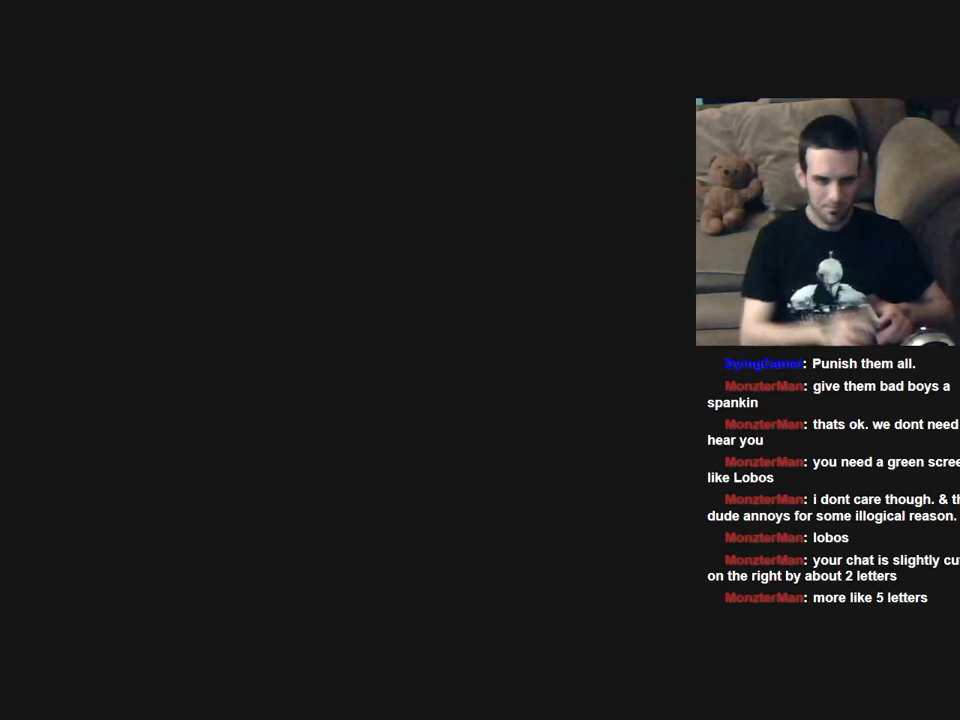 DyingGamer: Punish them all.
MonzterMan: give them bad boys a
spankin
MonzterMan: thats ok. we dont need
hear you
MonzterMan: you need a green scree
like Lobos
MonzterMan: i dont care though. & th
dude annoys for some illogical reason.
MonzterMan: lobos
MonzterMan: your chat is slightly cu
on the right by about 2 letters
MonzterMan: more like 5 letters